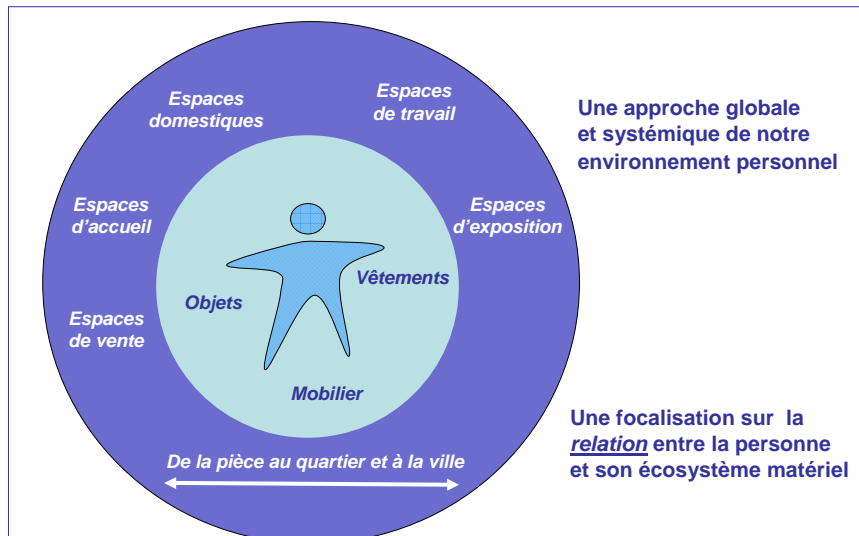 Espaces
domestiques
Espaces
de travail
Espaces
d'accueil
Espaces
d'exposition
Espaces
de vente
Objets
Vêtements
Mobilier
De la pièce au quartier et à la ville
Une approche globale
et systémique de notre
environnement personnel
Une focalisation sur la
relation entre la personne
et son écosystème matériel